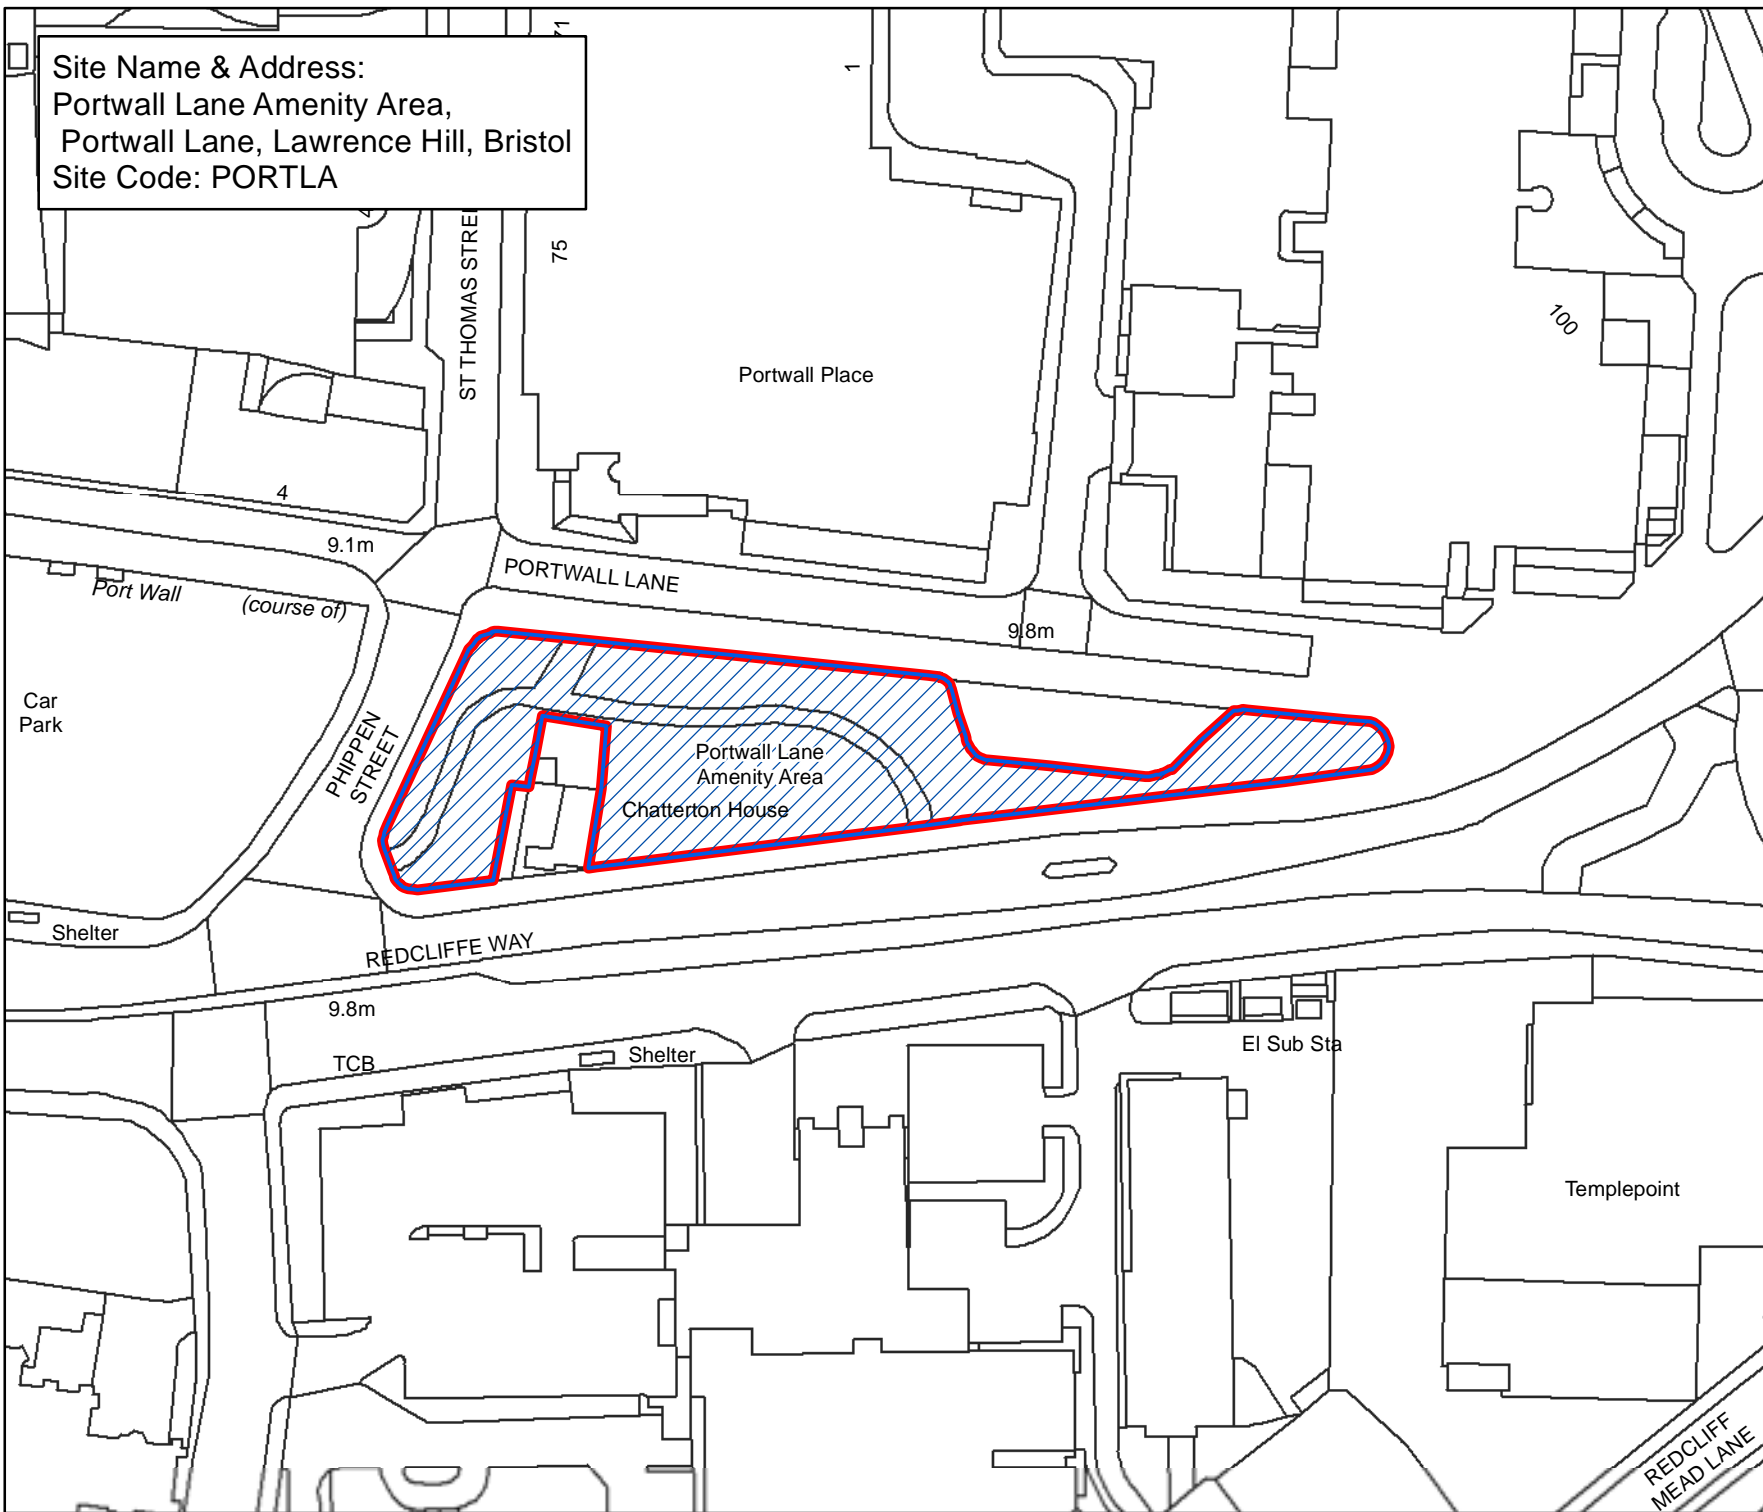 Site Name & Address:
Portwall Lane Amenity Area,
Portwall Lane, Lawrence Hill, Bristol
Site Code: PORTLA
71
1
75
ST THOMAS STREE
100
Portwall Place
4
9.1m
PORTWALL LANE
Port Wall
(course of)
9.8m
Car
Park
PHIPPEN
STREET
Portwall Lane
Amenity Area
Chatterton House
Shelter
REDCLIFFE WAY
9.8m
TCB
Shelter
El Sub Sta
Templepoint
REDCLIFF
MEAD LANE